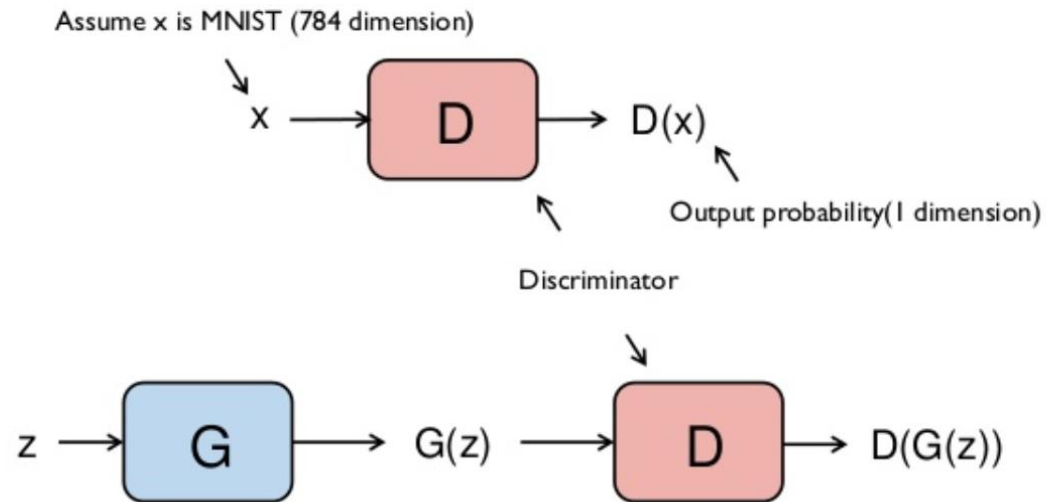 Assume x is MNIST (784 dimension)
x D D(x)
Output probability(1 dimension)
Discriminator
z G G(z) D D(G(z))